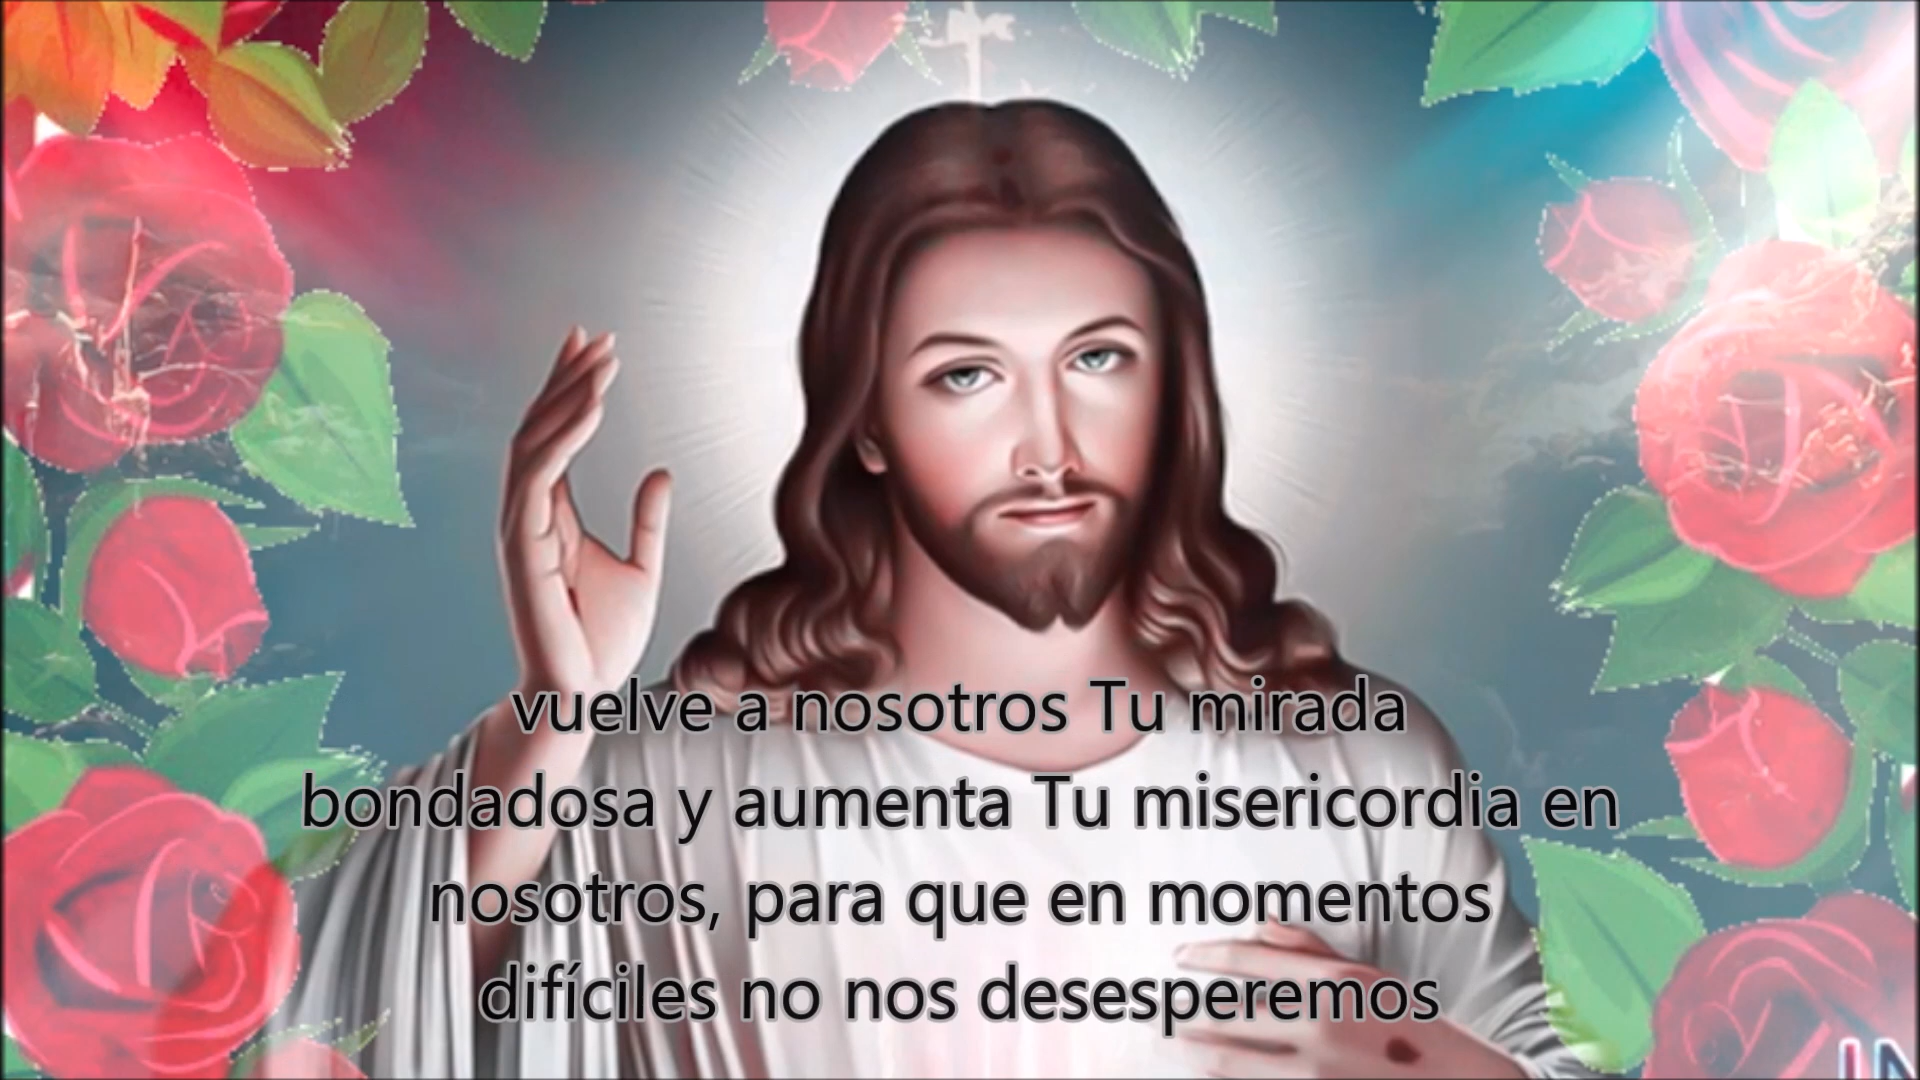 vuelve a nosotros Tu mirada
bondadosa y aumenta Tu misericordia en
nosotros, para que en momentos
difíciles no nos desesperemos